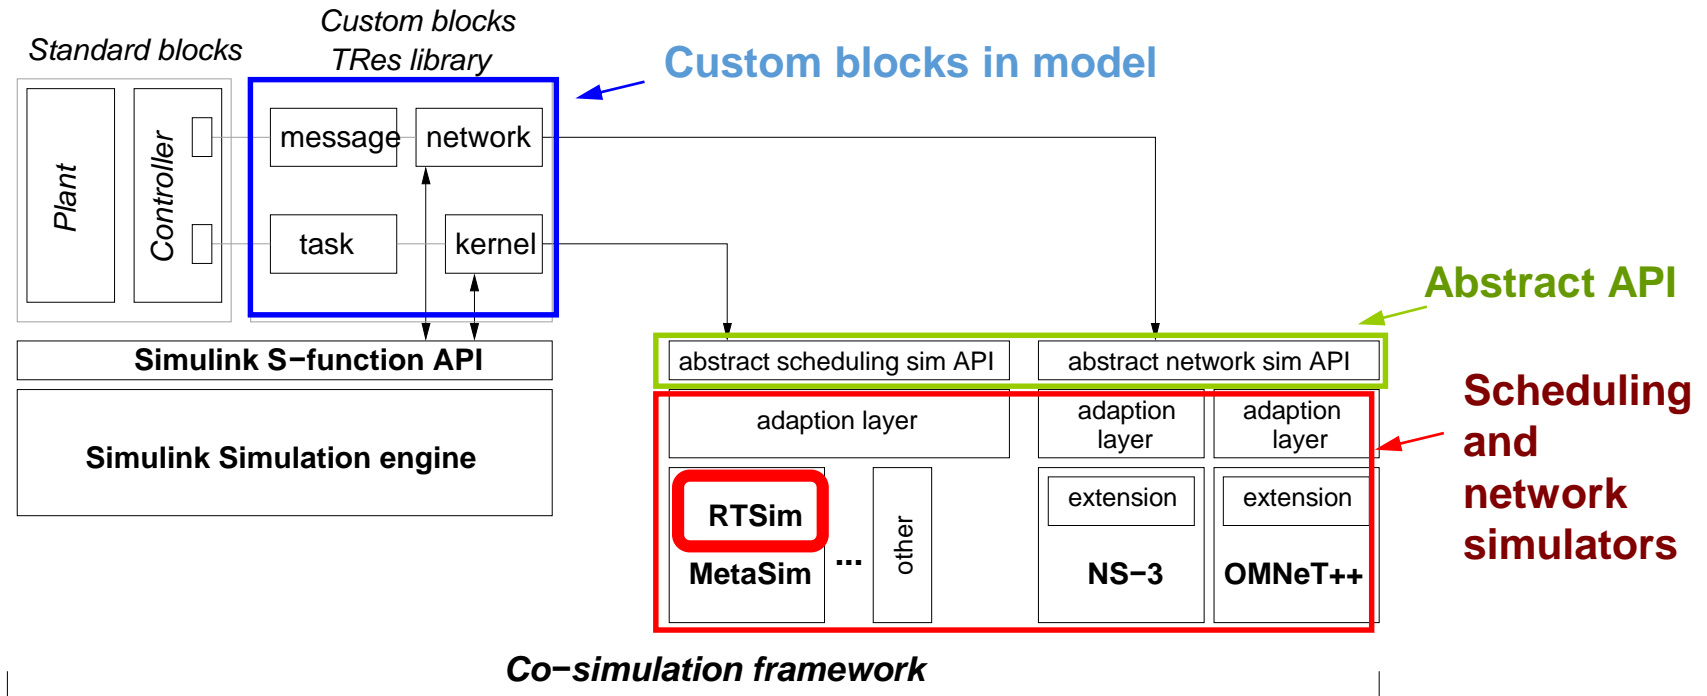 Standard blocks
Custom blocks
TRes library
Custom blocks in model
Plant
Controller
message
network
task
kernel
Abstract API
Simulink S−function API
Simulink Simulation engine
abstract scheduling sim API
abstract network sim API
adaption layer
adaption
layer
adaption
layer
Scheduling
and
network
simulators
RTSim
MetaSim
...
other
extension
NS−3
extension
OMNeT++
Co−simulation framework